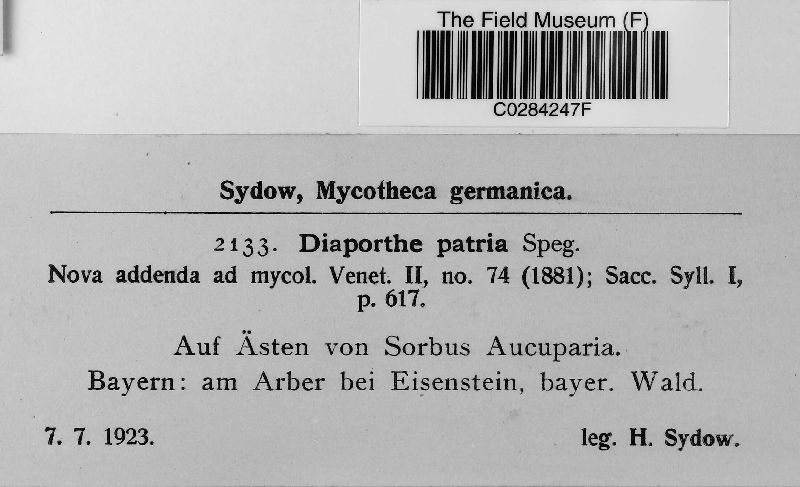 The Field Museum (F)
C0284247F
Sydow, Mycotheca germanica.
2133. Diaporthe patria Speg.
Nova addenda ad mycol. Venet. II, no. 74 (1881); Sacc. Syll. I,
p. 617.
Auf Ästen von Sorbus Aucuparia.
Bayern: am Arber bei Eisenstein, bayer. Wald.
7. 7. 1923.
leg. H. Sydow.